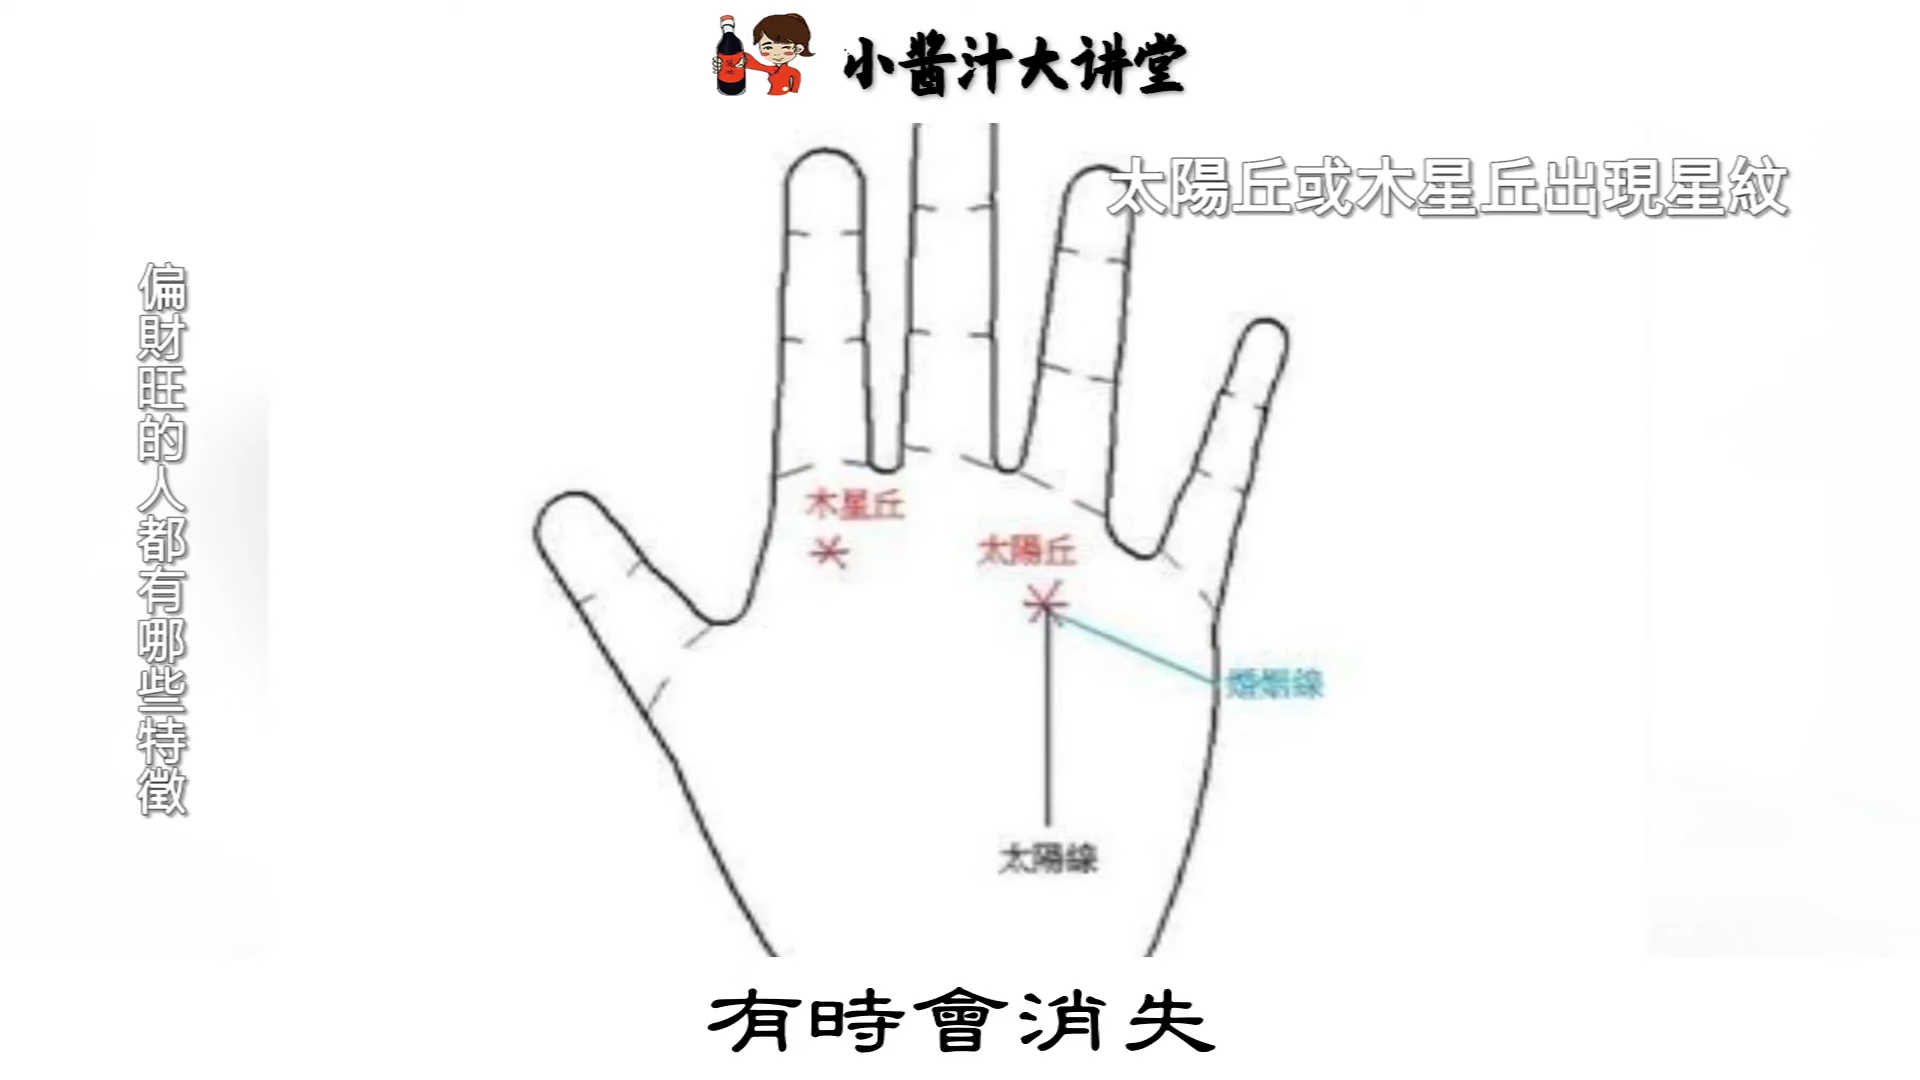 小酱汁大讲堂
太陽丘或木星丘出現星紋
偏財旺的人都有哪些特徵
木星丘
太陽丘
婚姻線
太陽線
有時會消失